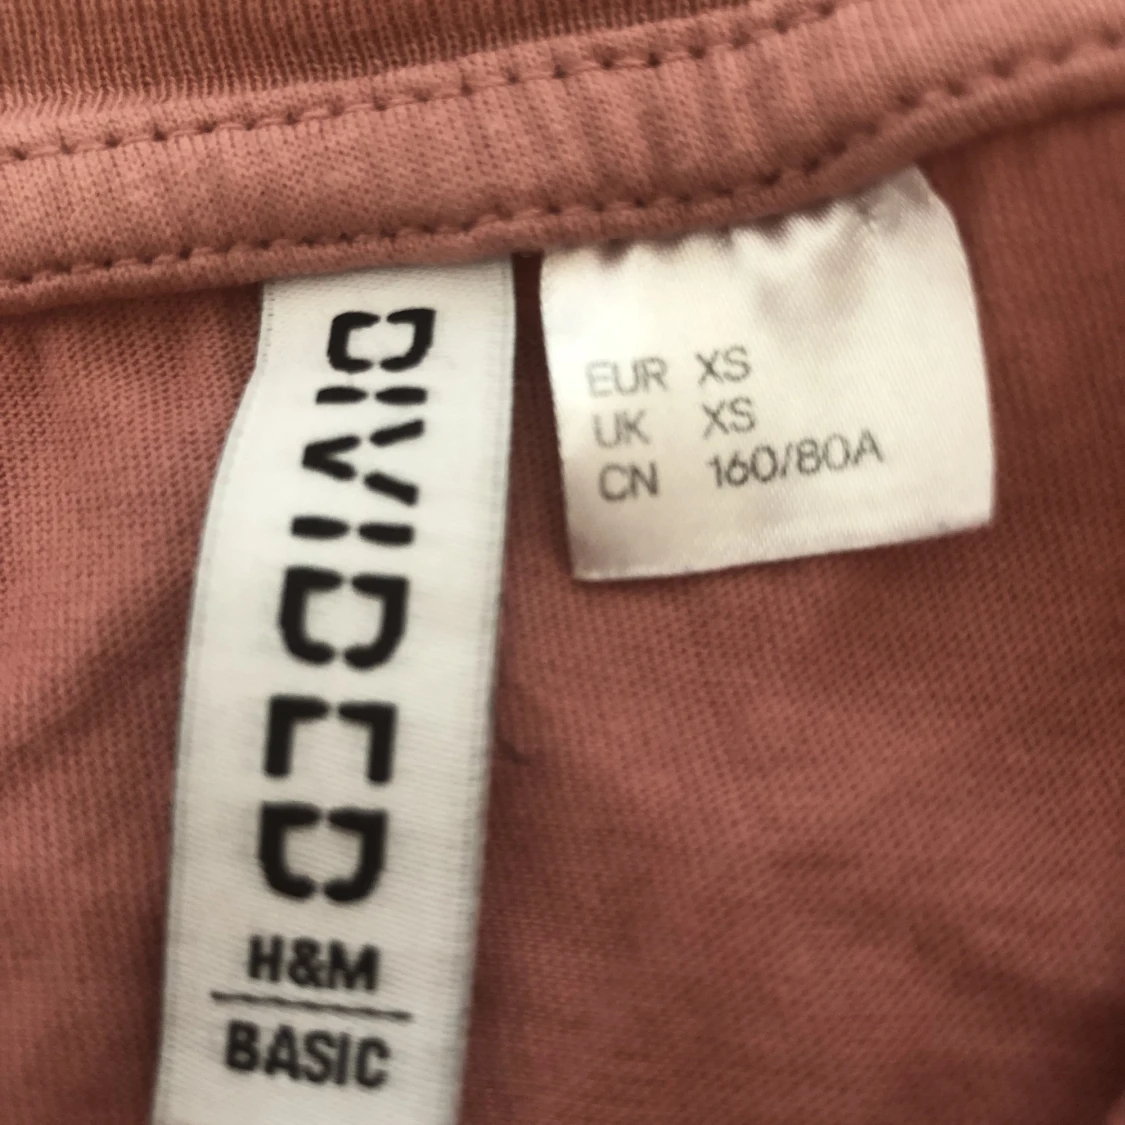 DIVIDED
H&M
BASIC
EUR XS
UK XS
CN 160/80A